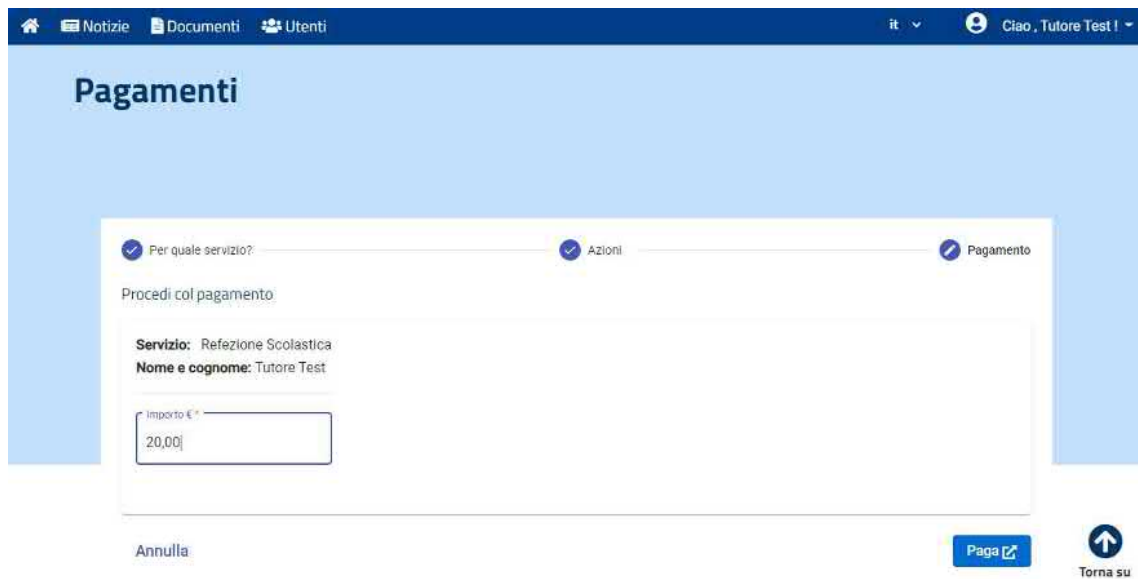 Notizie Documenti Utenti it Ciao , Tutore Test !
Pagamenti
Per quale servizio? Azioni Pagamento
Procedi col pagamento
Servizio: Refezione Scolastica
Nome e cognome: Tutore Test
Importo € *
20,00
Annulla Paga
Torna su